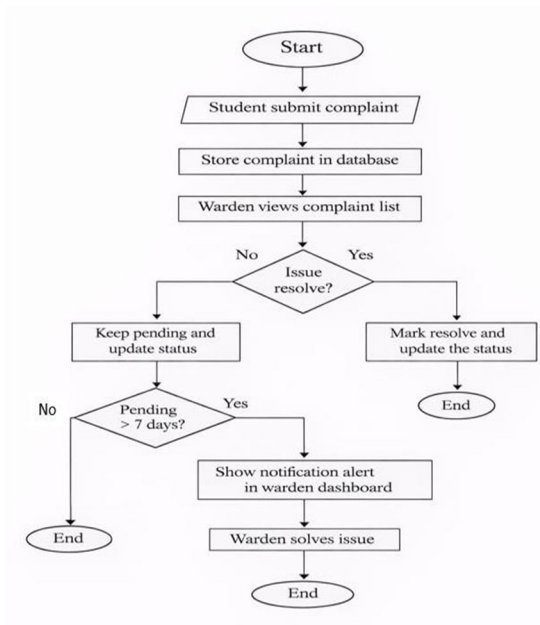 Start
Student submit complaint
Store complaint in database
Warden views complaint list
No
Yes
Issue
resolve?
Keep pending and
update status
Mark resolve and
update the status
End
No
Pending
> 7 days?
Yes
Show notification alert
in warden dashboard
End
Warden solves issue
End